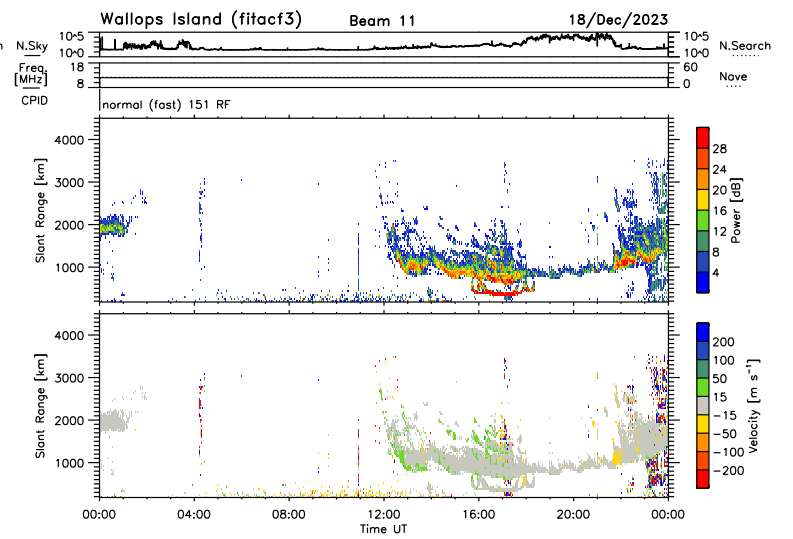 Wallops Island (fitacf3) Beam 11 18/Dec/2023
N.Sky 10^5 10^0 10^5 10^0 N.Search
Freq. [MHz] 18 8 60 0 Nave
CPID normal (fast) 151 RF
Slant Range [km] 4000 3000 2000 1000
28 24 20 16 12 8 4 Power [dB]
Slant Range [km] 4000 3000 2000 1000
200 100 50 15 −15 −50 −100 −200 Velocity [m s⁻¹]
00:00 04:00 08:00 12:00 16:00 20:00 00:00
Time UT